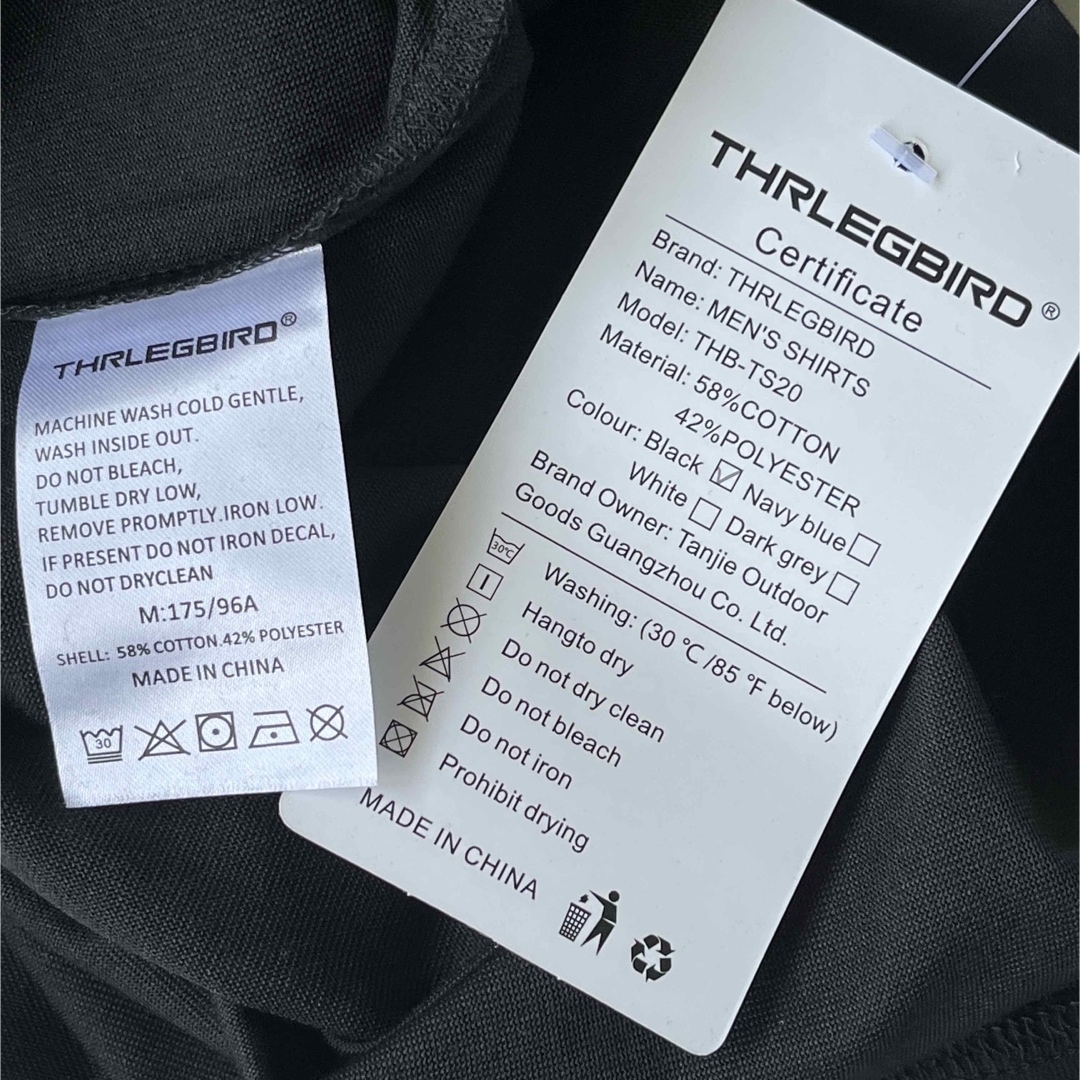 THRLEGBIRD®
MACHINE WASH COLD GENTLE,
WASH INSIDE OUT.
DO NOT BLEACH,
TUMBLE DRY LOW,
REMOVE PROMPTLY.IRON LOW.
IF PRESENT DO NOT IRON DECAL,
DO NOT DRYCLEAN
M:175/96A
SHELL: 58% COTTON.42% POLYESTER
MADE IN CHINA
30
THRLEGBIRD®
Certificate
Brand: THRLEGBIRD
Name: MEN'S SHIRTS
Model: THB-TS20
Material: 58%COTTON
42%POLYESTER
Colour: Black ☑ Navy blue ☐
White ☐ Dark grey ☐
Brand Owner: Tanjie Outdoor
Goods Guangzhou Co. Ltd.
30℃ Washing: (30 ℃ /85 ℉ below)
Hangto dry
Do not dry clean
Do not bleach
Do not iron
Prohibit drying
MADE IN CHINA